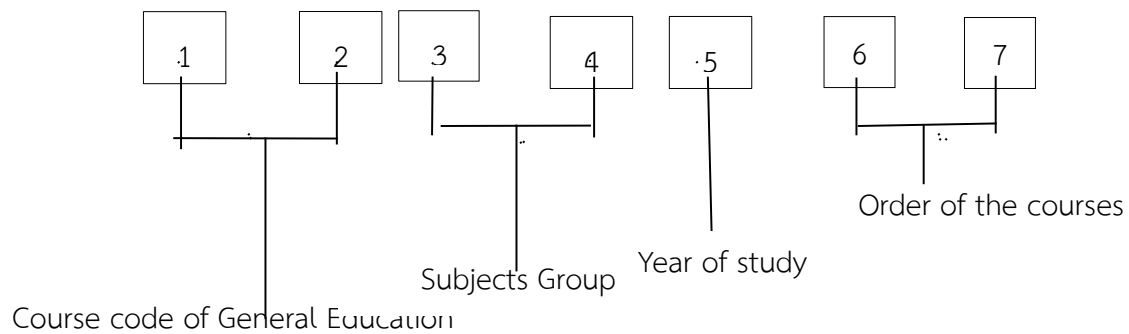 1 2 3 4 5 6 7
Order of the courses
Year of study
Subjects Group
Course code of General Education